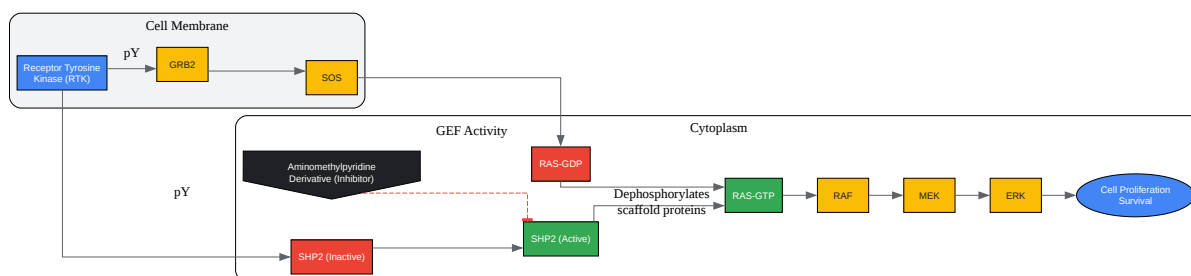 Cell Membrane
pY
Receptor Tyrosine
Kinase (RTK)
GRB2
SOS
GEF Activity
Cytoplasm
Aminomethylpyridine
Derivative (Inhibitor)
RAS-GDP
pY
Dephosphorylates
scaffold proteins
RAS-GTP
RAF
MEK
ERK
Cell Proliferation
Survival
SHP2 (Active)
SHP2 (Inactive)